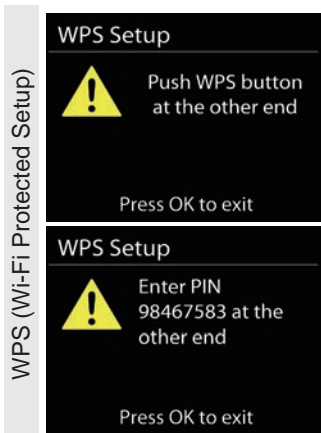 WPS (Wi-Fi Protected Setup)
WPS Setup
Push WPS button
at the other end
Press OK to exit
WPS Setup
Enter PIN
98467583 at the
other end
Press OK to exit